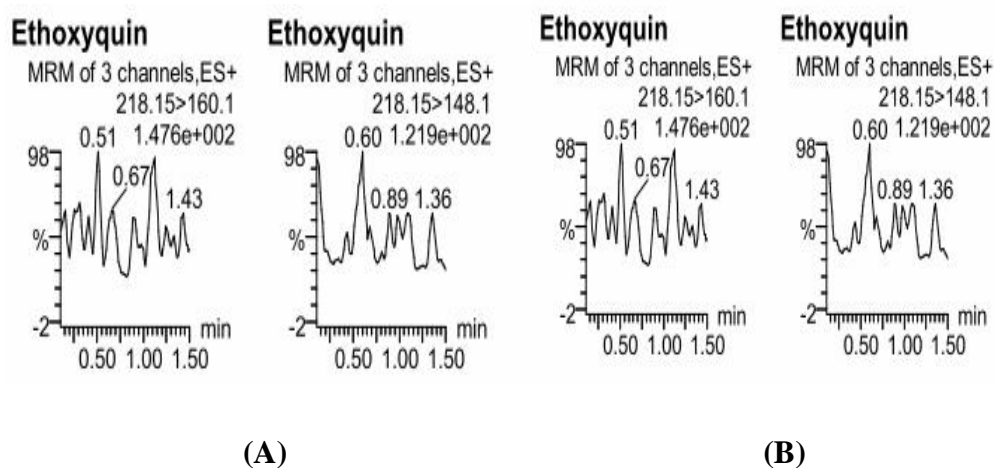 Ethoxyquin
MRM of 3 channels,ES+
218.15>160.1
0.51 1.476e+002
98
0.67
1.43
%
-2
min
0.50 1.00 1.50
Ethoxyquin
MRM of 3 channels,ES+
218.15>148.1
0.60 1.219e+002
98
0.89 1.36
%
-2
min
0.50 1.00 1.50
(A)
Ethoxyquin
MRM of 3 channels,ES+
218.15>160.1
0.51 1.476e+002
98
0.67
1.43
%
-2
min
0.50 1.00 1.50
Ethoxyquin
MRM of 3 channels,ES+
218.15>148.1
0.60 1.219e+002
98
0.89 1.36
%
-2
min
0.50 1.00 1.50
(B)